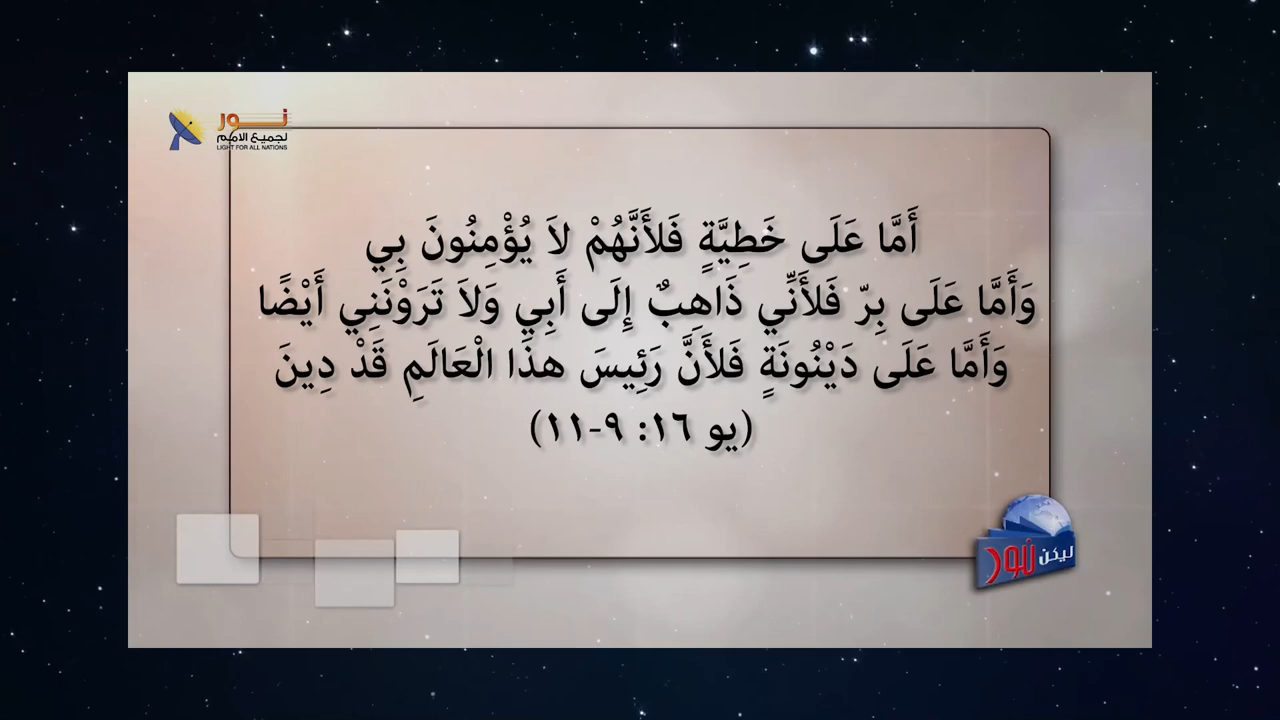 نور
لجميع الامم
LIGHT FOR ALL NATIONS
أَمَّا عَلَى خَطِيَّةٍ فَلأَنَّهُمْ لاَ يُؤْمِنُونَ بِي
وَأَمَّا عَلَى بِرّ فَلأَنِّي ذَاهِبٌ إِلَى أَبِي وَلاَ تَرَوْنَنِي أَيْضًا
وَأَمَّا عَلَى دَيْنُونَةٍ فَلأَنَّ رَئِيسَ هذَا الْعَالَمِ قَدْ دِينَ
(يو ١٦: ٩-١١)
ليكن نور